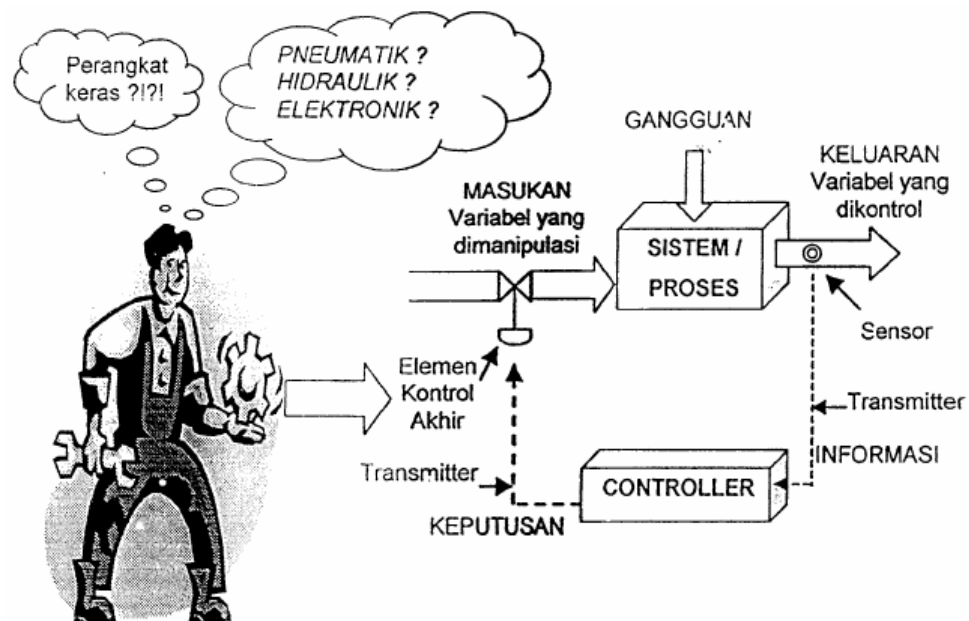 Perangkat
keras ?!?!
PNEUMATIK ?
HIDRAULIK ?
ELEKTRONIK ?
GANGGUAN
MASUKAN
Variabel yang
dimanipulasi
SISTEM /
PROSES
KELUARAN
Variabel yang
dikontrol
Sensor
Elemen
Kontrol
Akhir
Transmitter
INFORMASI
Transmitter
CONTROLLER
KEPUTUSAN